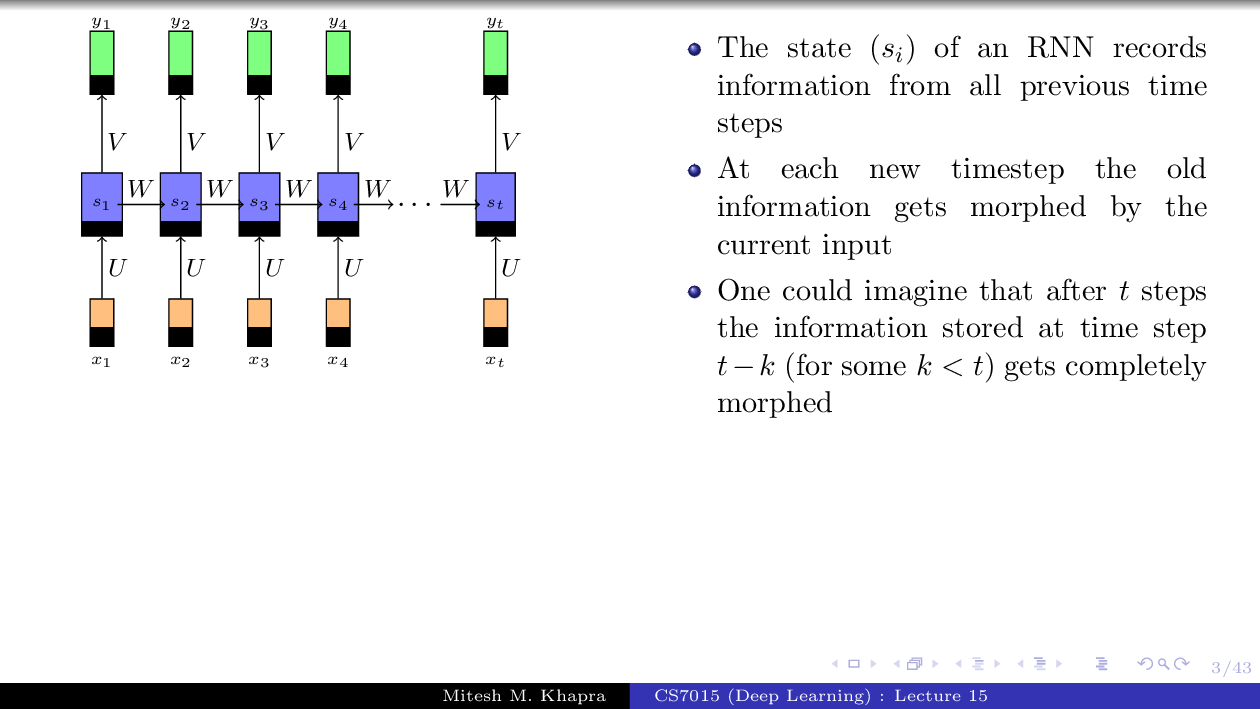 y₁ y₂ y₃ y₄ yₜ
V V V V V
W W W W W
s₁ s₂ s₃ s₄ · · · sₜ
U U U U U
x₁ x₂ x₃ x₄ xₜ
The state (sᵢ) of an RNN records
information from all previous time
steps
At each new timestep the old
information gets morphed by the
current input
One could imagine that after t steps
the information stored at time step
t − k (for some k < t) gets completely
morphed
3/43
Mitesh M. Khapra
CS7015 (Deep Learning) : Lecture 15